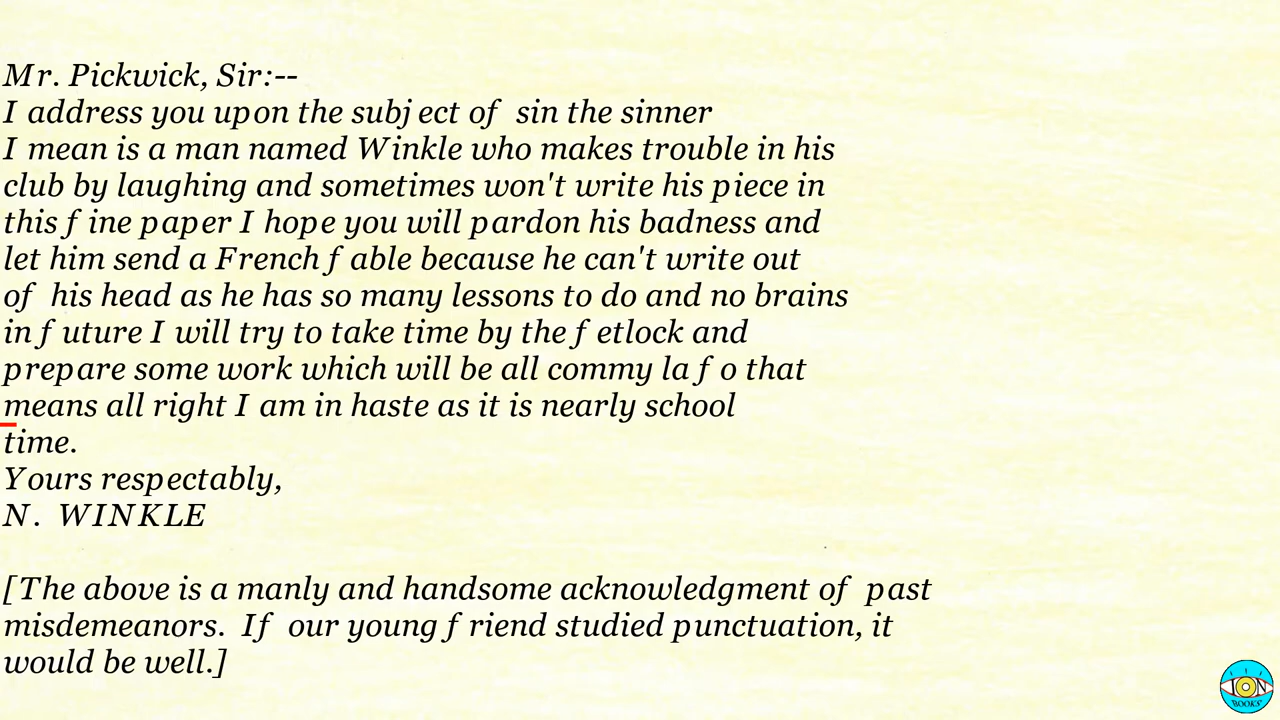 Mr. Pickwick, Sir:--
I address you upon the subject of sin the sinner
I mean is a man named Winkle who makes trouble in his
club by laughing and sometimes won't write his piece in
this fine paper I hope you will pardon his badness and
let him send a French fable because he can't write out
of his head as he has so many lessons to do and no brains
in future I will try to take time by the fetlock and
prepare some work which will be all commy la fo that
means all right I am in haste as it is nearly school
time.
Yours respectably,
N. WINKLE
[The above is a manly and handsome acknowledgment of past
misdemeanors. If our young friend studied punctuation, it
would be well.]
ION
BOOKS